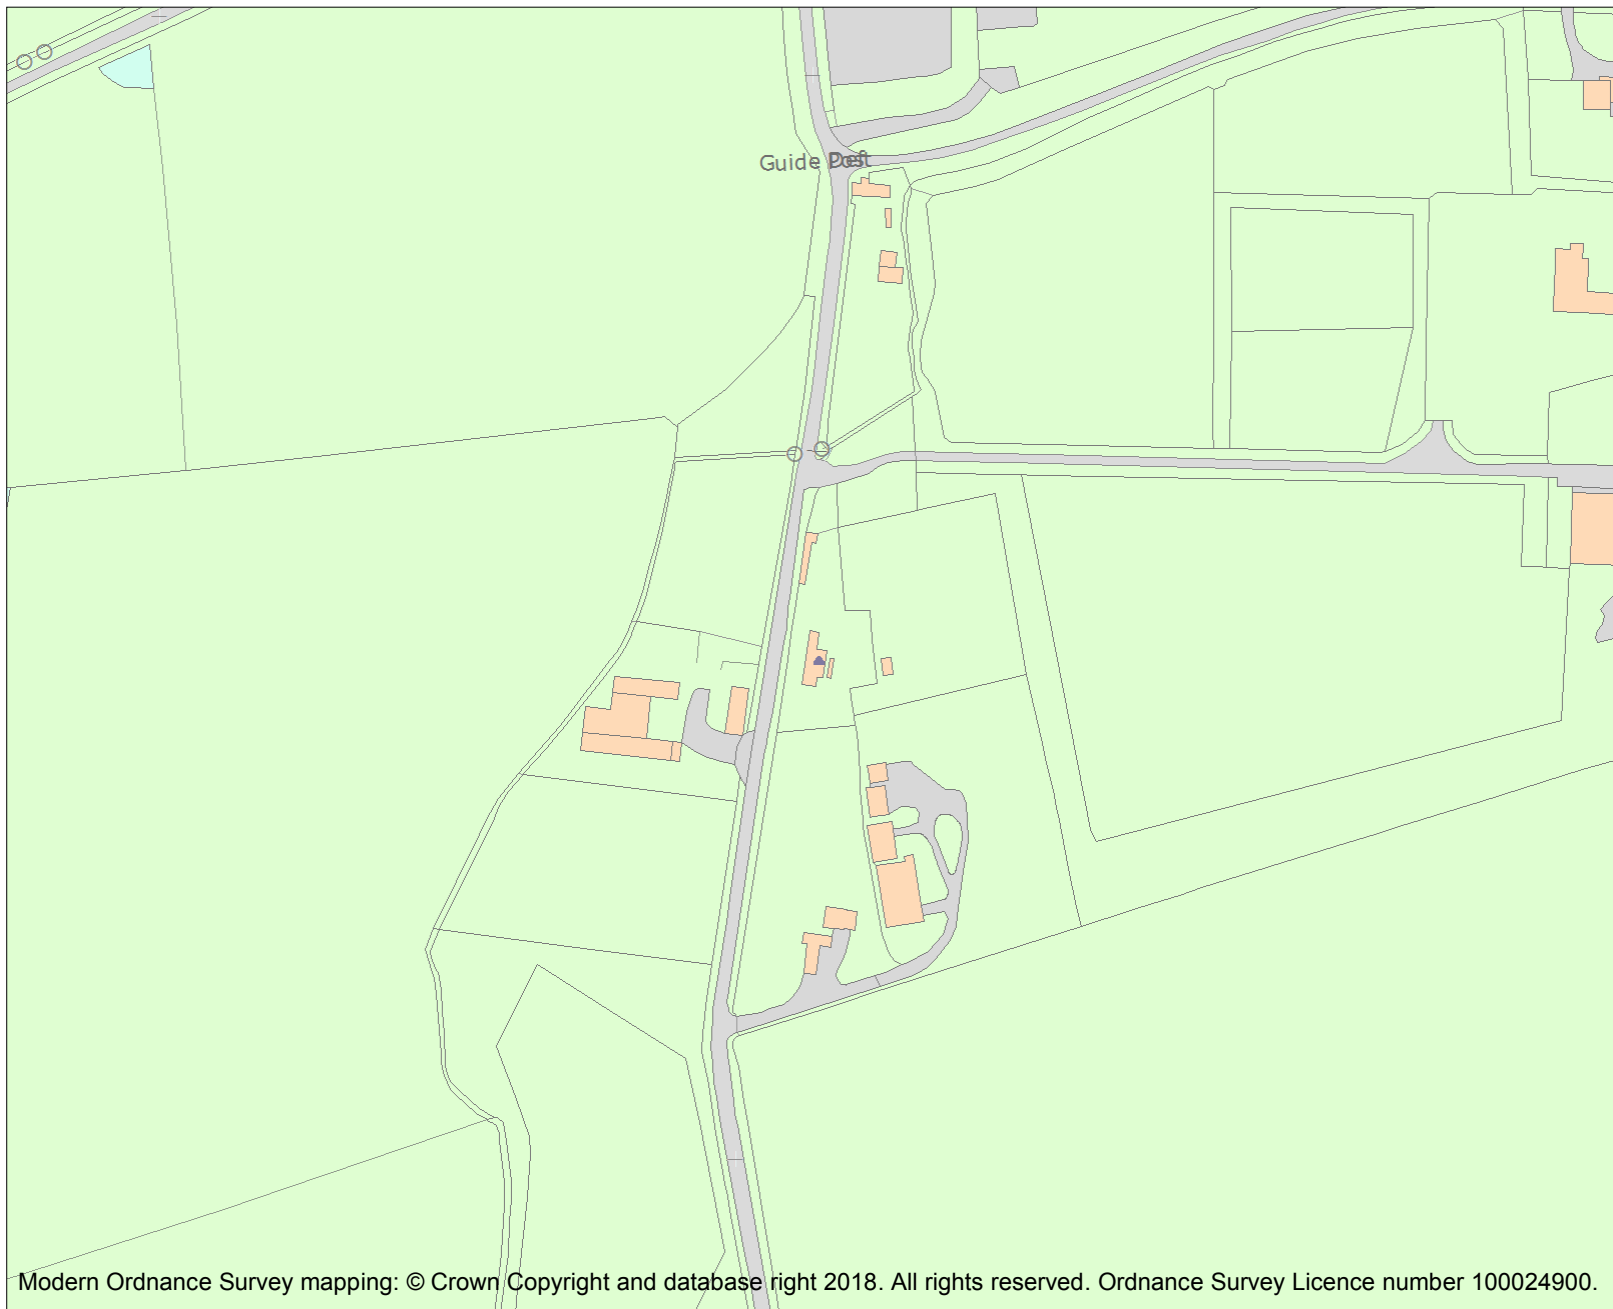 Guide Post
Modern Ordnance Survey mapping: © Crown Copyright and database right 2018. All rights reserved. Ordnance Survey Licence number 100024900.